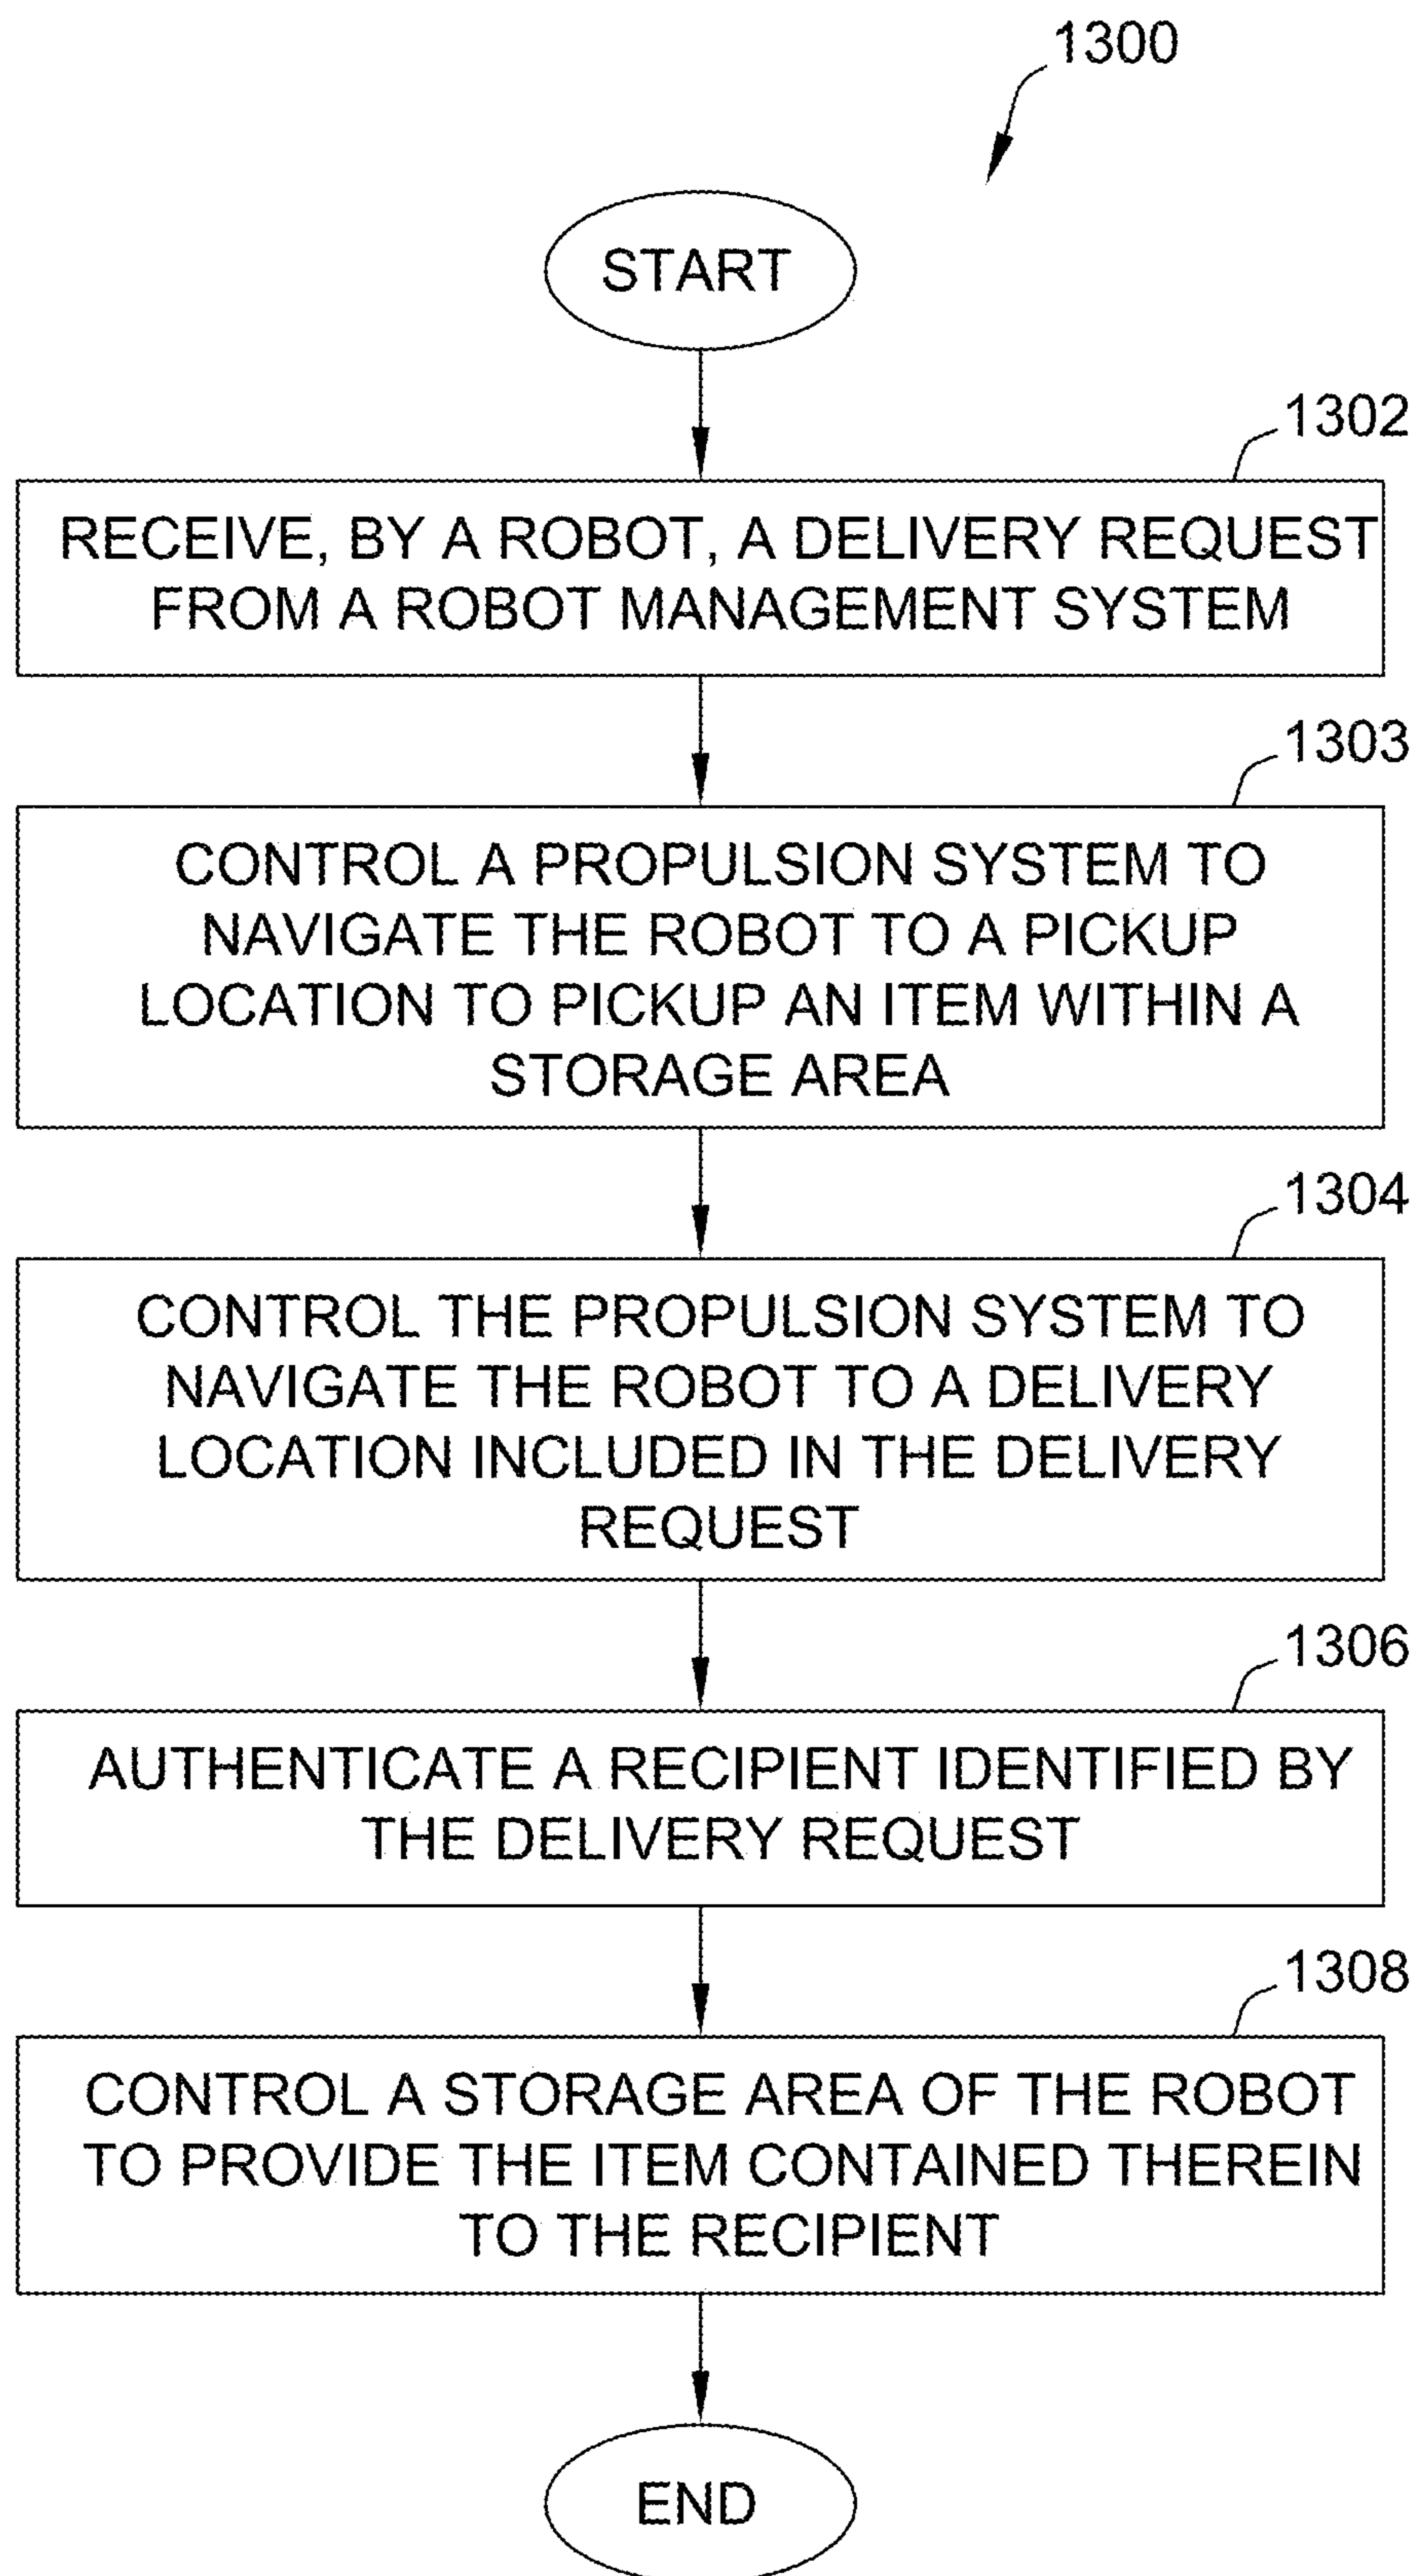 1300
START
1302
RECEIVE, BY A ROBOT, A DELIVERY REQUEST
FROM A ROBOT MANAGEMENT SYSTEM
1303
CONTROL A PROPULSION SYSTEM TO
NAVIGATE THE ROBOT TO A PICKUP
LOCATION TO PICKUP AN ITEM WITHIN A
STORAGE AREA
1304
CONTROL THE PROPULSION SYSTEM TO
NAVIGATE THE ROBOT TO A DELIVERY
LOCATION INCLUDED IN THE DELIVERY
REQUEST
1306
AUTHENTICATE A RECIPIENT IDENTIFIED BY
THE DELIVERY REQUEST
1308
CONTROL A STORAGE AREA OF THE ROBOT
TO PROVIDE THE ITEM CONTAINED THEREIN
TO THE RECIPIENT
END